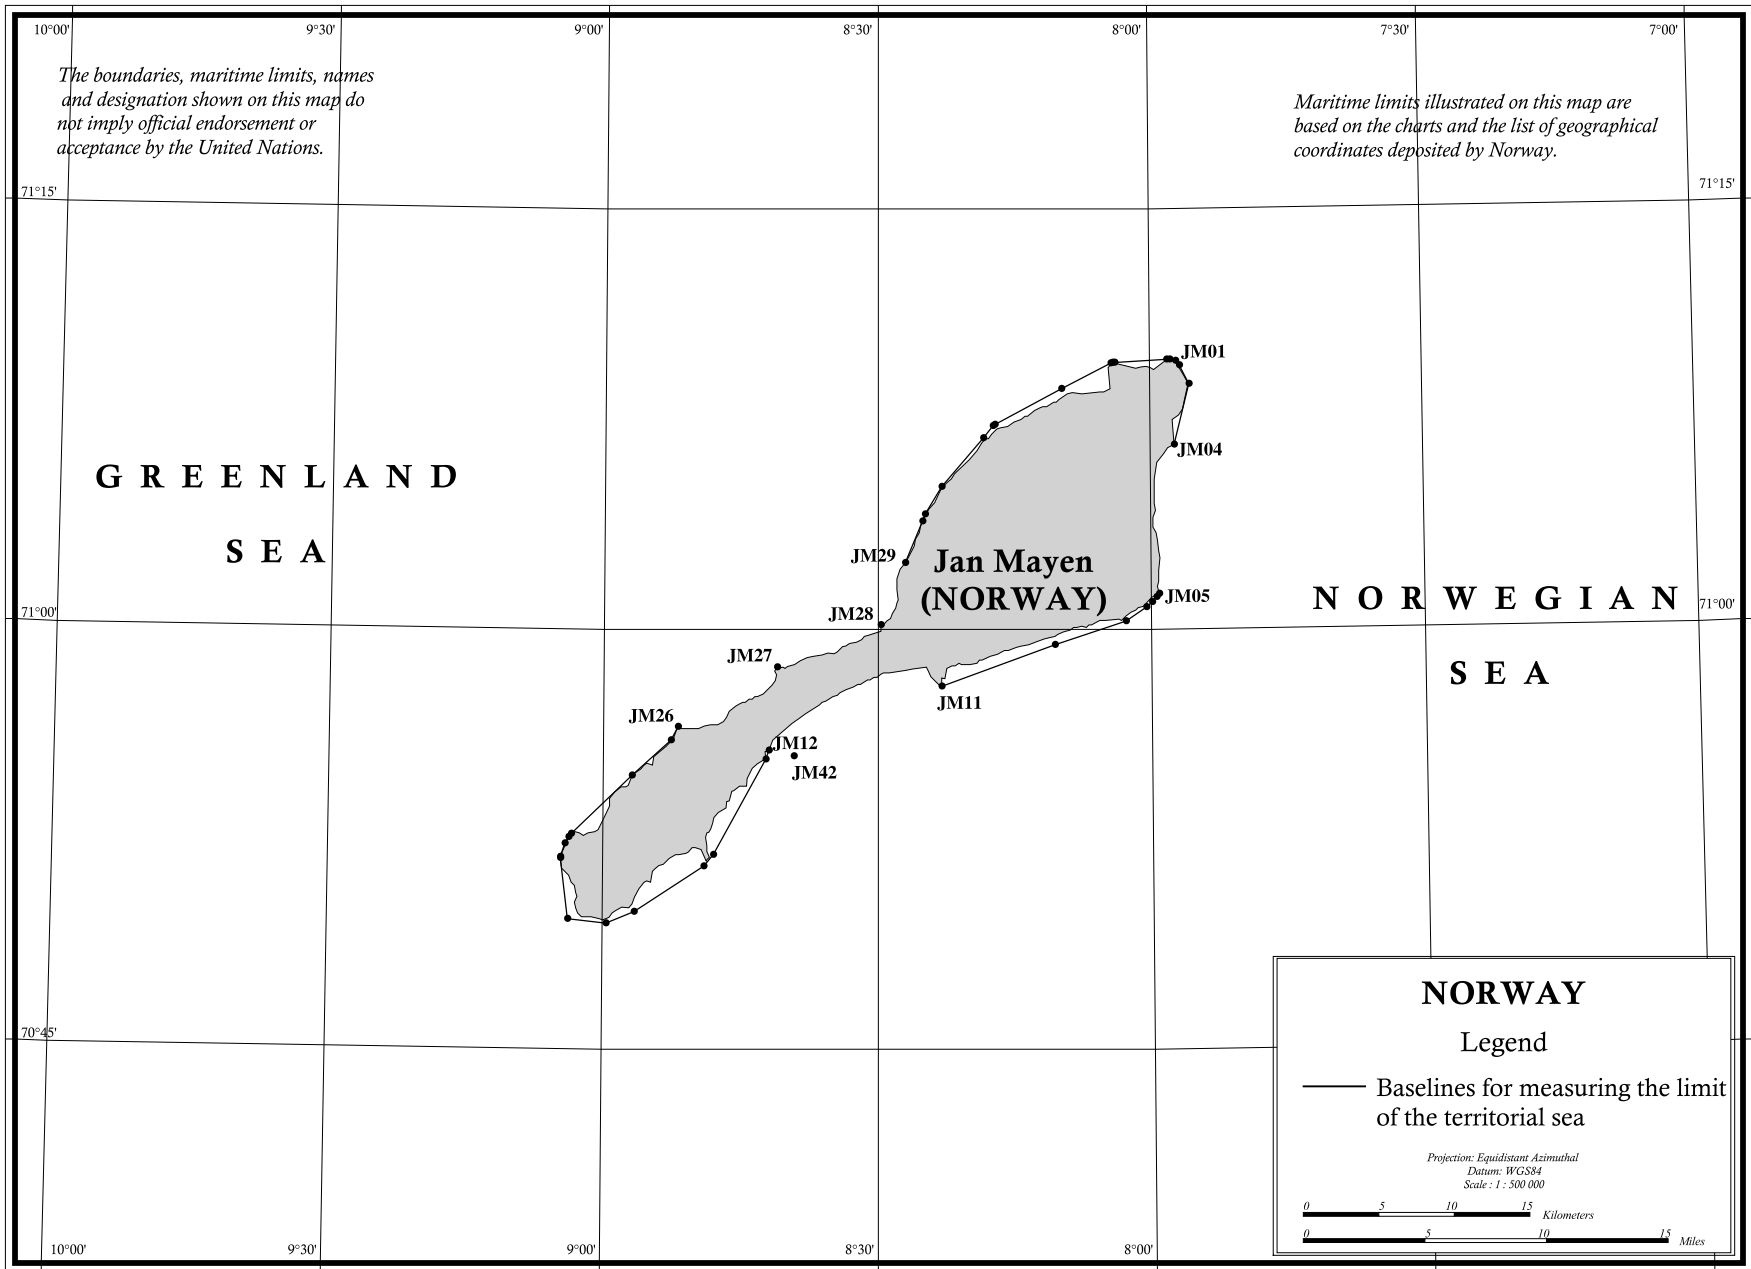 10°00' 9°30' 9°00' 8°30' 8°00' 7°30' 7°00'
The boundaries, maritime limits, names
and designation shown on this map do
not imply official endorsement or
acceptance by the United Nations.
Maritime limits illustrated on this map are
based on the charts and the list of geographical
coordinates deposited by Norway.
71°15' 71°15'
JM01
JM04
GREENLAND
SEA
JM29
Jan Mayen
(NORWAY)
JM05
NORWEGIAN
SEA
71°00' 71°00'
JM28
JM27
JM11
JM26
JM12
JM42
70°45'
NORWAY
Legend
Baselines for measuring the limit
of the territorial sea
Projection: Equidistant Azimuthal
Datum: WGS84
Scale : 1 : 500 000
0 5 10 15 Kilometers
0 5 10 15 Miles
10°00' 9°30' 9°00' 8°30' 8°00'